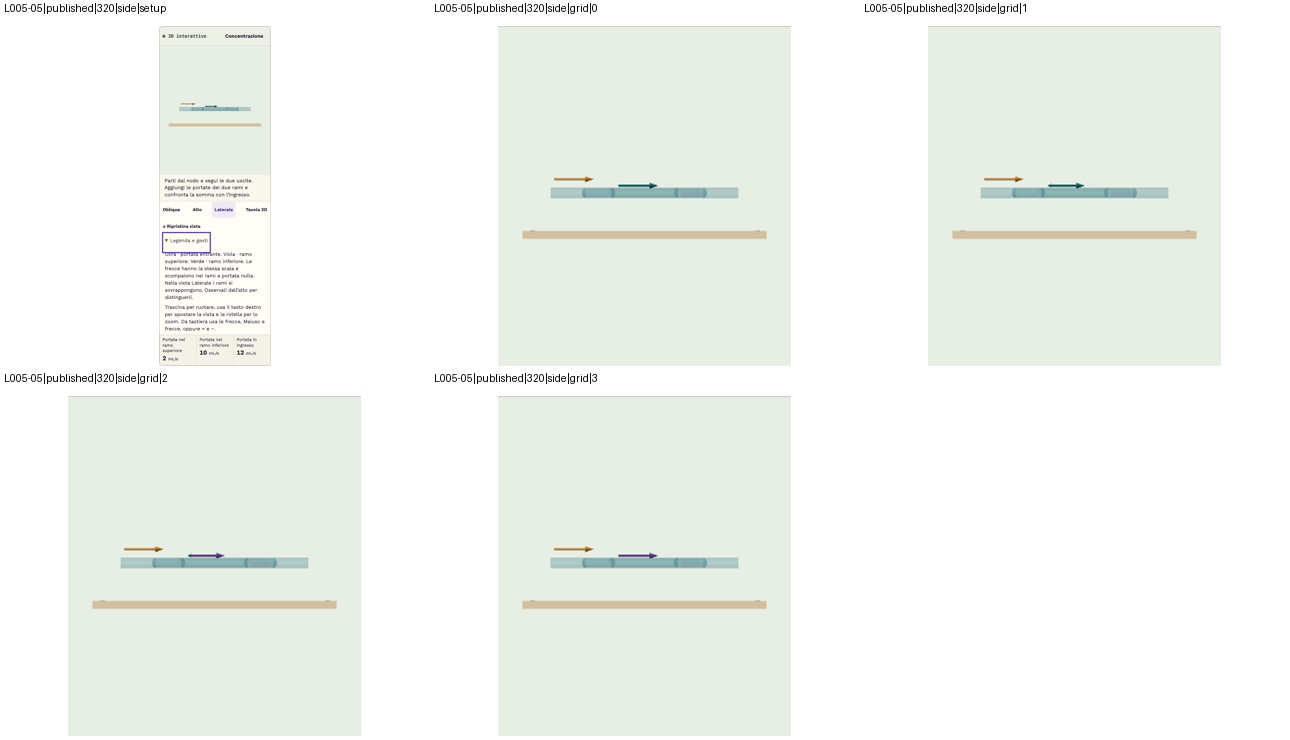 L005-05|published|320|side|setup
L005-05|published|320|side|grid|0
L005-05|published|320|side|grid|1
3D interattivo
Concentrazione
Parti dal nodo e segui le due uscite.
Aggiungi le portate dei due rami e
confronta la somma con l'ingresso.
Obliqua
Alto
Laterale
Tavola 2D
Ripristina vista
▾ Legenda e gesti
portata entrante. Viola · ramo
superiore. Verde · ramo inferiore. Le
frecce hanno la stessa scala e
scompaiono nei rami a portata nulla.
Nella vista Laterale i rami si
sovrappongono. Osservali dall'alto per
distinguerli.
Trascina per ruotare, usa il tasto destro
per spostare la vista e la rotella per lo
zoom. Da tastiera usa le frecce, Maiusc e
frecce, oppure + e −.
Portata nel
ramo
superiore
2 mL/s
Portata nel
ramo inferiore
10 mL/s
Portata in
ingresso
12 mL/s
L005-05|published|320|side|grid|2
L005-05|published|320|side|grid|3